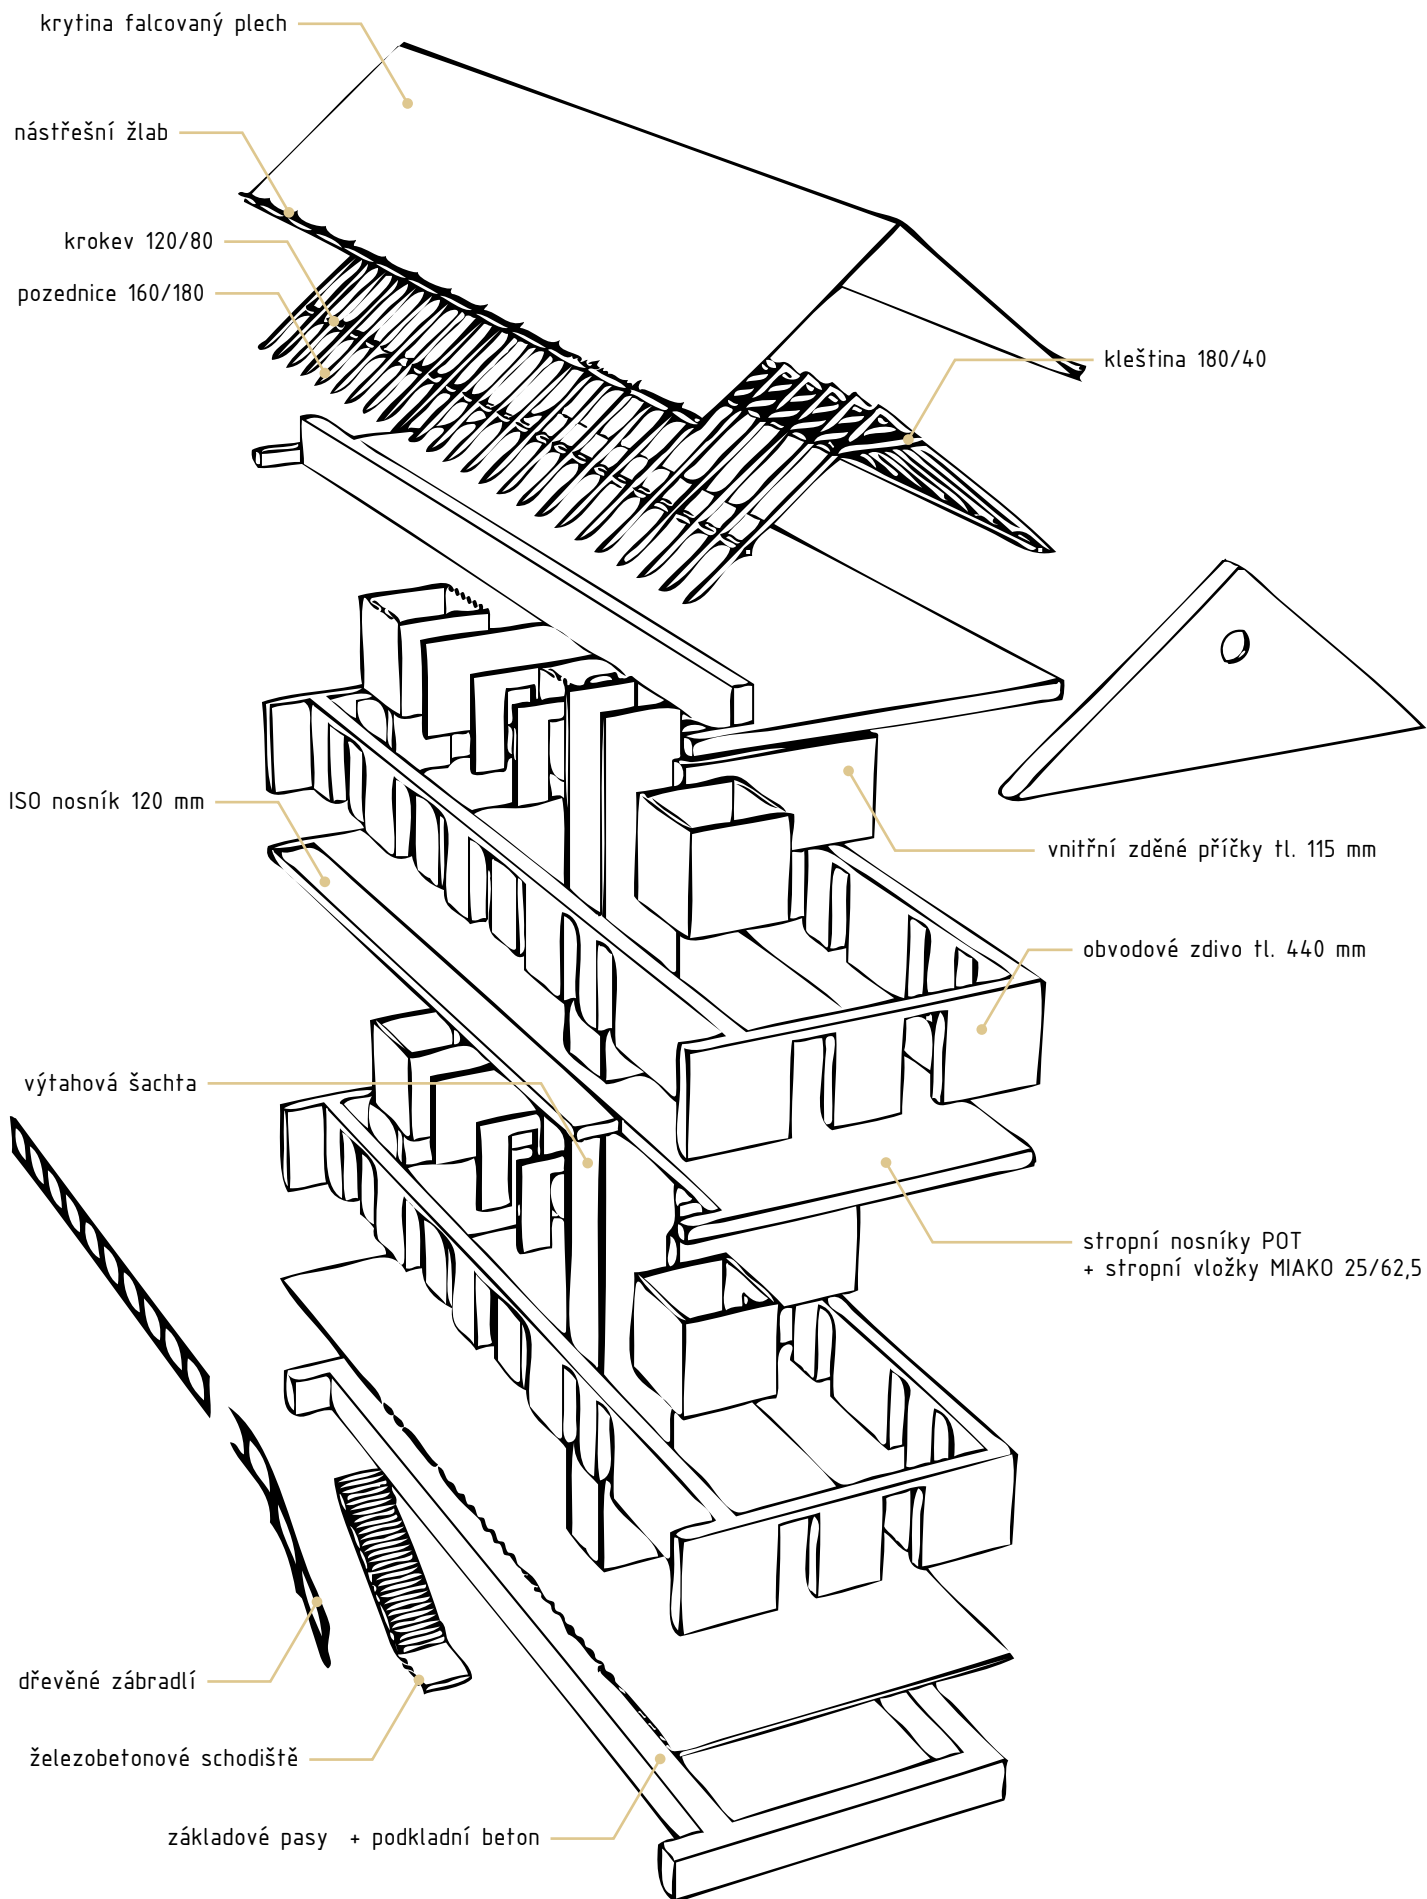 krytina falcovaný plech
nástřešní žlab
krokev 120/80
pozednice 160/180
kleština 180/40
ISO nosník 120 mm
vnitřní zděné příčky tl. 115 mm
obvodové zdivo tl. 440 mm
výtahová šachta
stropní nosníky POT
+ stropní vložky MIAKO 25/62,5
dřevěné zábradlí
železobetonové schodiště
základové pasy + podkladní beton